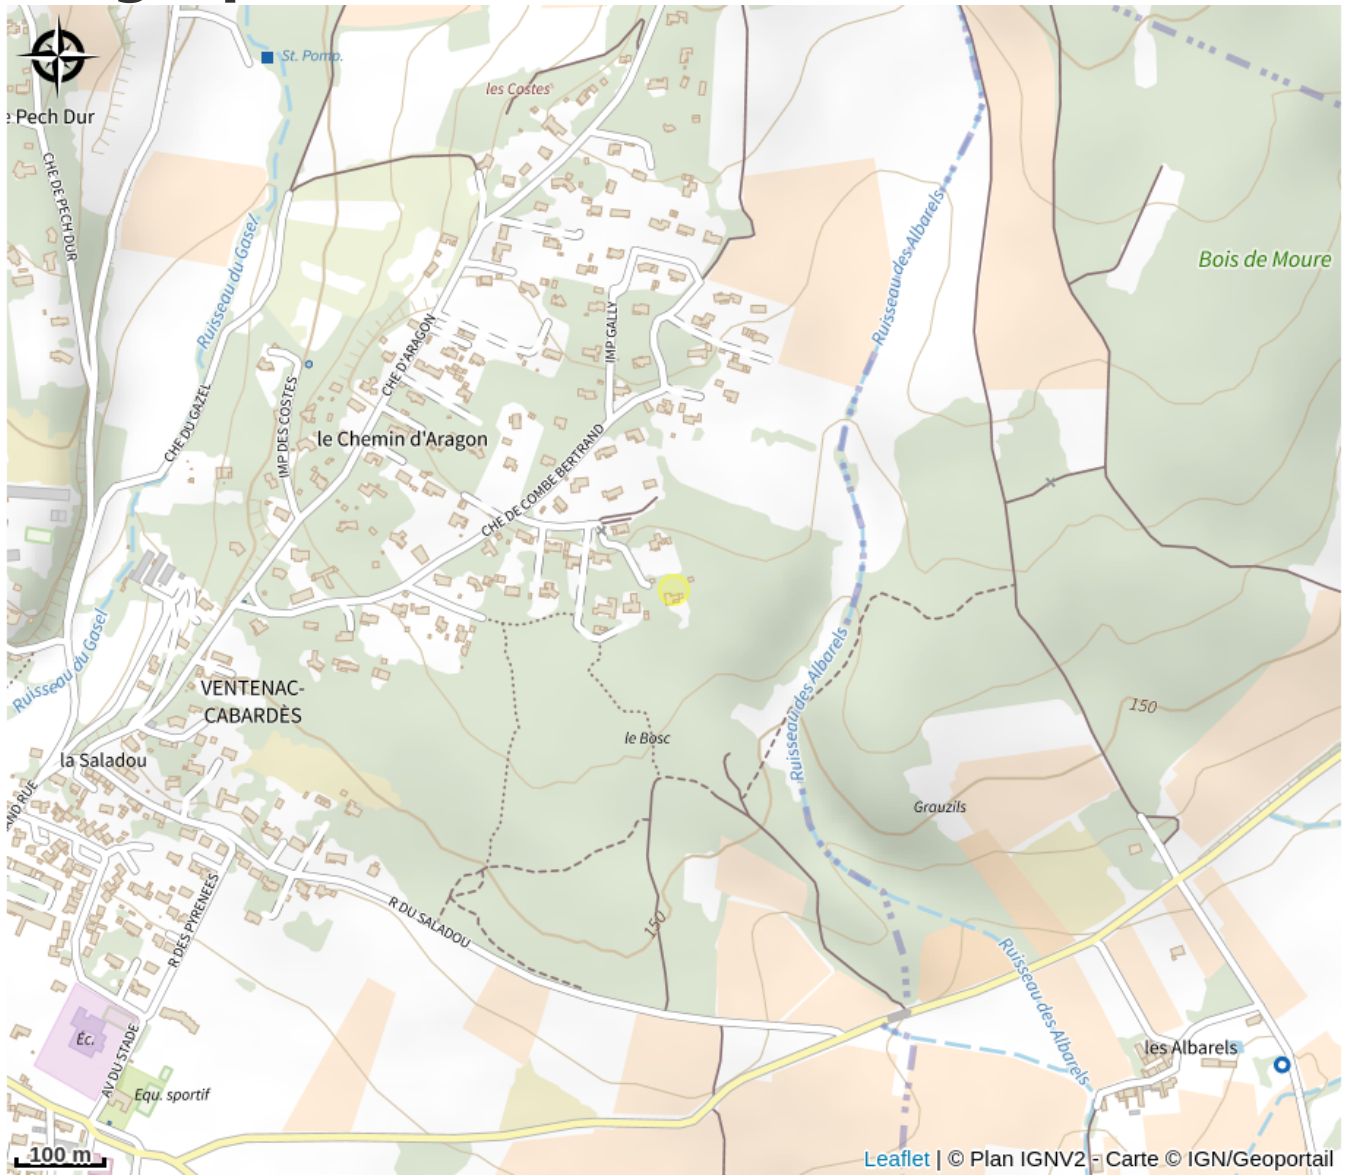 St. Pomp.
les Costes
e Pech Dur
CHE DE PECH DUR
Ruisseau du Gasel
Ruisseau des Albarels
Bois de Moure
IMP GALLY
CHE D'ARAGON
CHE DU GAZEL
IMP DES COSTES
le Chemin d'Aragon
CHE DE COMBE BERTRAND
Ruisseau du Gasel
Ruisseau des Albarels
VENTENAC-
CABARDÈS
150
le Bosc
la Saladou
AND RUE
Grauzils
R DES PYRENEES
R DU SALADOU
150
Ruisseau des Albarels
Éc.
AV DU STADE
les Albarels
Equ. sportif
100 m
Leaflet | © Plan IGNV2 - Carte © IGN/Geoportail